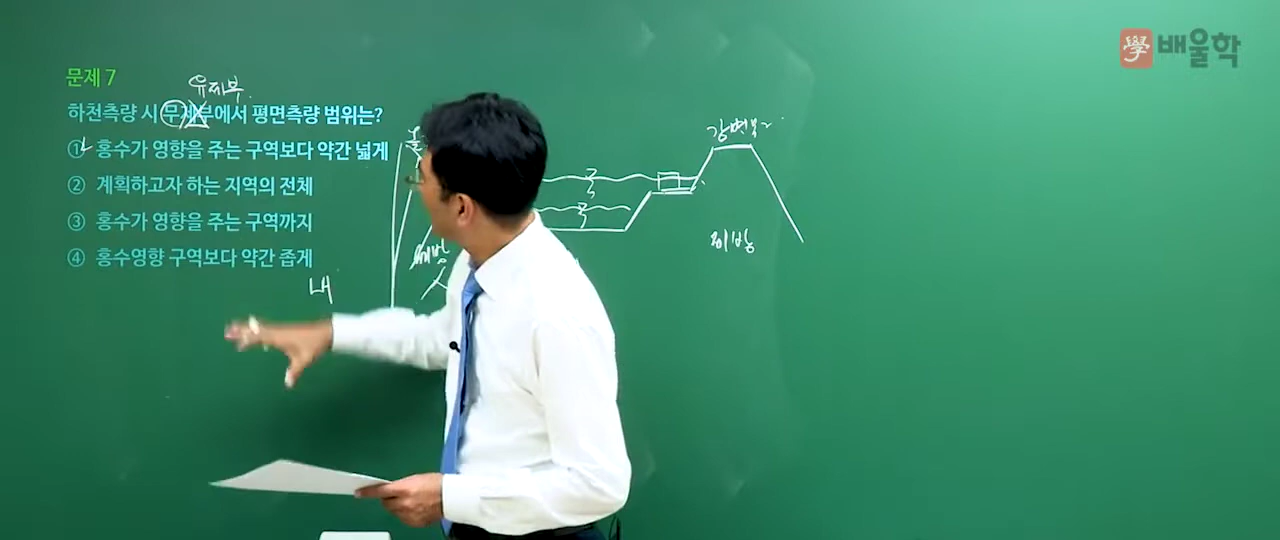 學 배울학
문제 7
유제부
하천측량 시 무제부에서 평면측량 범위는?
① 홍수가 영향을 주는 구역보다 약간 넓게
② 계획하고자 하는 지역의 전체
③ 홍수가 영향을 주는 구역까지
④ 홍수영향 구역보다 약간 좁게
제방
제방
내